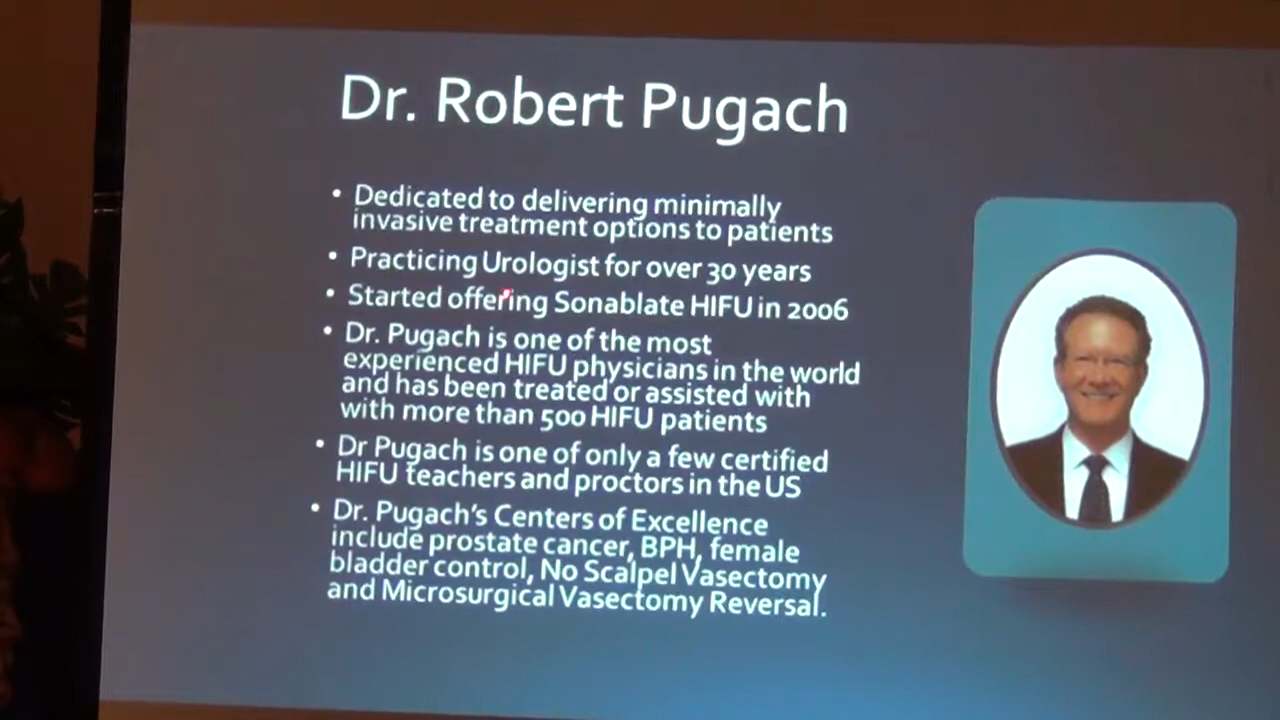 Dr. Robert Pugach
• Dedicated to delivering minimally
invasive treatment options to patients
• Practicing Urologist for over 30 years
• Started offering Sonablate HIFU in 2006
• Dr. Pugach is one of the most
experienced HIFU physicians in the world
and has been treated or assisted with
with more than 500 HIFU patients
• Dr Pugach is one of only a few certified
HIFU teachers and proctors in the US
• Dr. Pugach's Centers of Excellence
include prostate cancer, BPH, female
bladder control, No Scalpel Vasectomy
and Microsurgical Vasectomy Reversal.